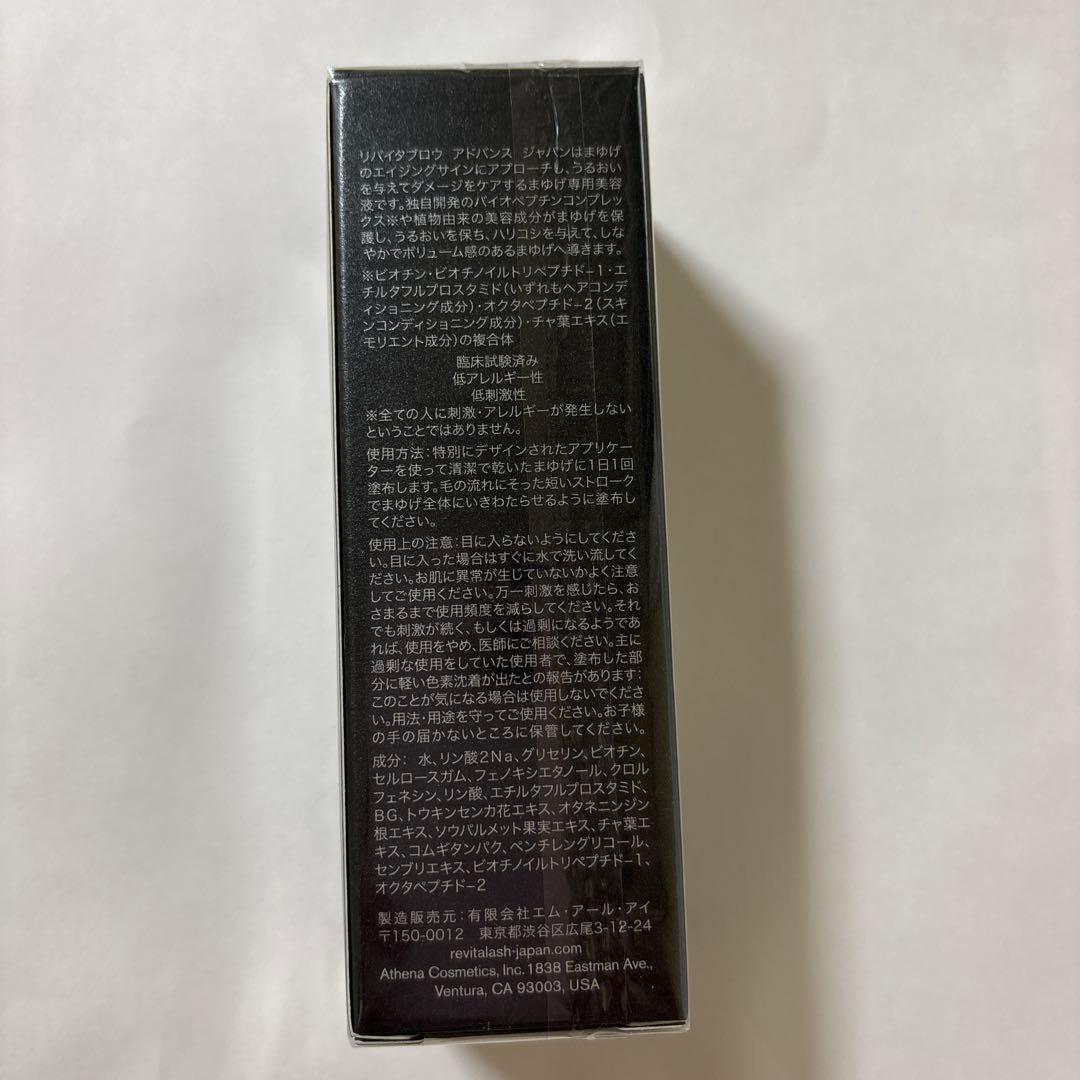 リバイタブロウ アドバンス ジャパンはまゆげ
のエイジングサインにアプローチし、うるおい
を与えてダメージをケアするまゆげ専用美容
液です。独自開発のバイオペプチンコンプレッ
クス※や植物由来の美容成分がまゆげを保
護し、うるおいを保ち、ハリコシを与えて、しな
やかでボリューム感のあるまゆげへ導きます。
※ビオチン・ビオチノイルトリペプチド-1・エ
チルタフルプロスタミド(いずれもヘアコンデ
ィショニング成分)・オクタペプチド-2(スキ
ンコンディショニング成分)・チャ葉エキス(エ
モリエント成分)の複合体
臨床試験済み
低アレルギー性
低刺激性
※全ての人に刺激・アレルギーが発生しない
ということではありません。
使用方法:特別にデザインされたアプリケー
ターを使って清潔で乾いたまゆげに1日1回
塗布します。毛の流れにそった短いストローク
でまゆげ全体にいきわたらせるように塗布し
てください。
使用上の注意:目に入らないようにしてくださ
い。目に入った場合はすぐに水で洗い流してく
ださい。お肌に異常が生じていないかよく注意
してご使用ください。万一刺激を感じたら、お
さまるまで使用頻度を減らしてください。それ
でも刺激が続く、もしくは過剰になるようであ
れば、使用をやめ、医師にご相談ください。主に
過剰な使用をしていた使用者で、塗布した部
分に軽い色素沈着が出たとの報告があります:
このことが気になる場合は使用しないでくださ
い。用法・用途を守ってご使用ください。お子様
の手の届かないところに保管してください。
成分: 水、リン酸2Na、グリセリン、ビオチン、
セルロースガム、フェノキシエタノール、クロル
フェネシン、リン酸、エチルタフルプロスタミド、
BG、トウキンセンカ花エキス、オタネニンジン
根エキス、ソウパルメット果実エキス、チャ葉エ
キス、コムギタンパク、ペンチレングリコール、
センブリエキス、ビオチノイルトリペプチド-1、
オクタペプチド-2
製造販売元:有限会社エム・アール・アイ
〒150-0012 東京都渋谷区広尾3-12-24
revitalash-japan.com
Athena Cosmetics, Inc. 1838 Eastman Ave.,
Ventura, CA 93003, USA